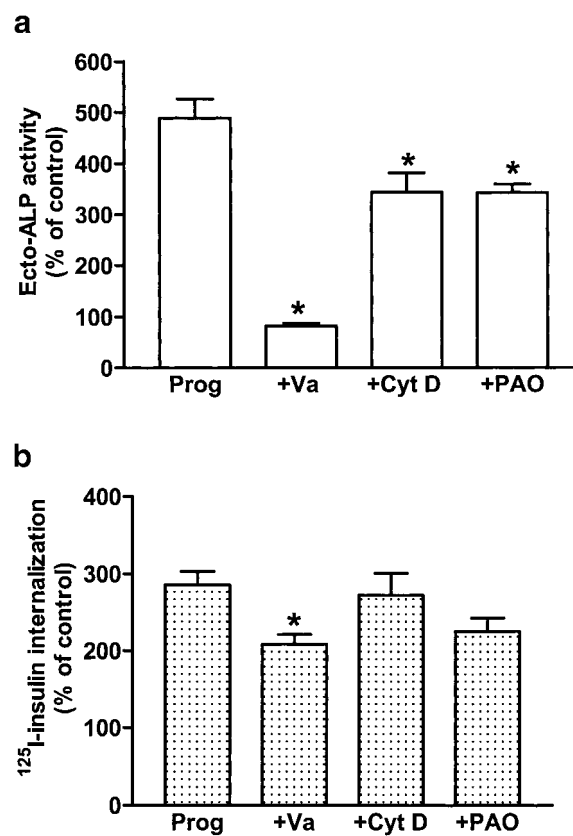 a
Ecto-ALP activity
(% of control)
600
500
400
300
200
100
0
*
*
*
Prog +Va +Cyt D +PAO
b
125I-insulin internalization
(% of control)
400
300
200
100
0
*
Prog +Va +Cyt D +PAO